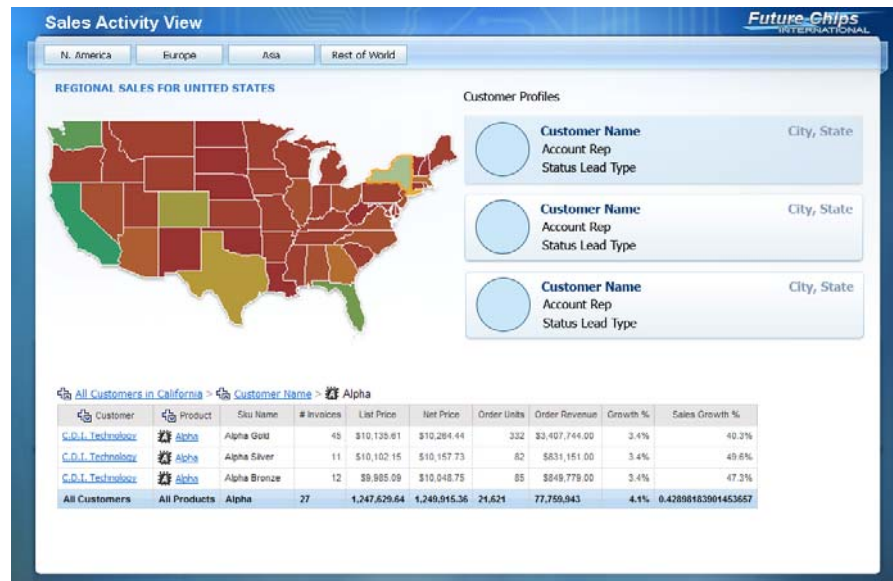 Sales Activity View
Future Chips
INTERNATIONAL
N. America Europe Asia Rest of World
REGIONAL SALES FOR UNITED STATES
Customer Profiles
Customer Name City, State
Account Rep
Status Lead Type
Customer Name City, State
Account Rep
Status Lead Type
Customer Name City, State
Account Rep
Status Lead Type
All Customers in California > Customer Name > Alpha
Customer Product Sku Name # Invoices List Price Net Price Order Units Order Revenue Growth % Sales Growth %
C.D.I. Technology Alpha Alpha Gold 45 $10,135.61 $10,264.44 332 $3,407,744.00 3.4% 40.3%
C.D.I. Technology Alpha Alpha Silver 11 $10,102.15 $10,157.73 82 $831,151.00 3.4% 49.6%
C.D.I. Technology Alpha Alpha Bronze 12 $9,985.09 $10,048.75 85 $849,779.00 3.4% 47.3%
All Customers All Products Alpha 27 1,247,629.64 1,249,915.36 21,621 77,759,943 4.1% 0.42898183901453657